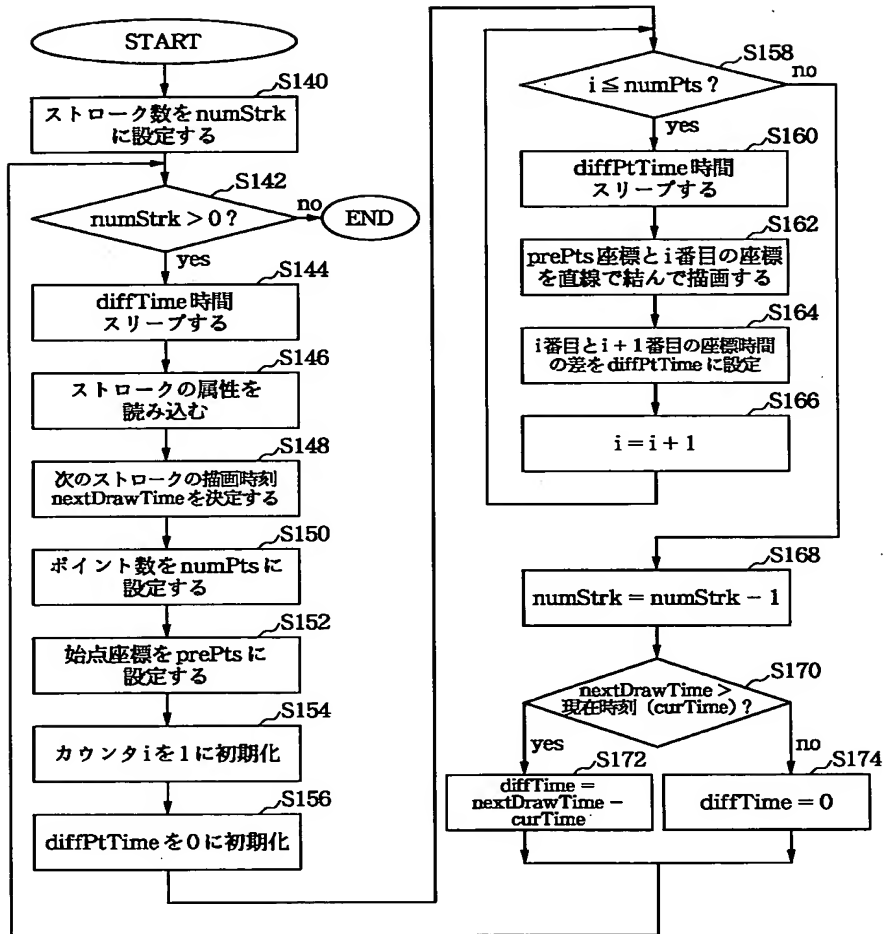 START
S140
ストローク数をnumStrk
に設定する
S142
numStrk > 0 ?
no
END
yes
S144
diffTime時間
スリープする
S146
ストロークの属性を
読み込む
S148
次のストロークの描画時刻
nextDrawTimeを決定する
S150
ポイント数をnumPtsに
設定する
S152
始点座標をprePtsに
設定する
S154
カウンタiを1に初期化
S156
diffPtTimeを0に初期化
S158
i ≦ numPts ?
no
yes
S160
diffPtTime時間
スリープする
S162
prePts座標とi番目の座標
を直線で結んで描画する
S164
i番目とi+1番目の座標時間
の差をdiffPtTimeに設定
S166
i = i + 1
S168
numStrk = numStrk − 1
S170
nextDrawTime >
現在時刻 (curTime) ?
yes
no
S172
diffTime =
nextDrawTime −
curTime
S174
diffTime = 0